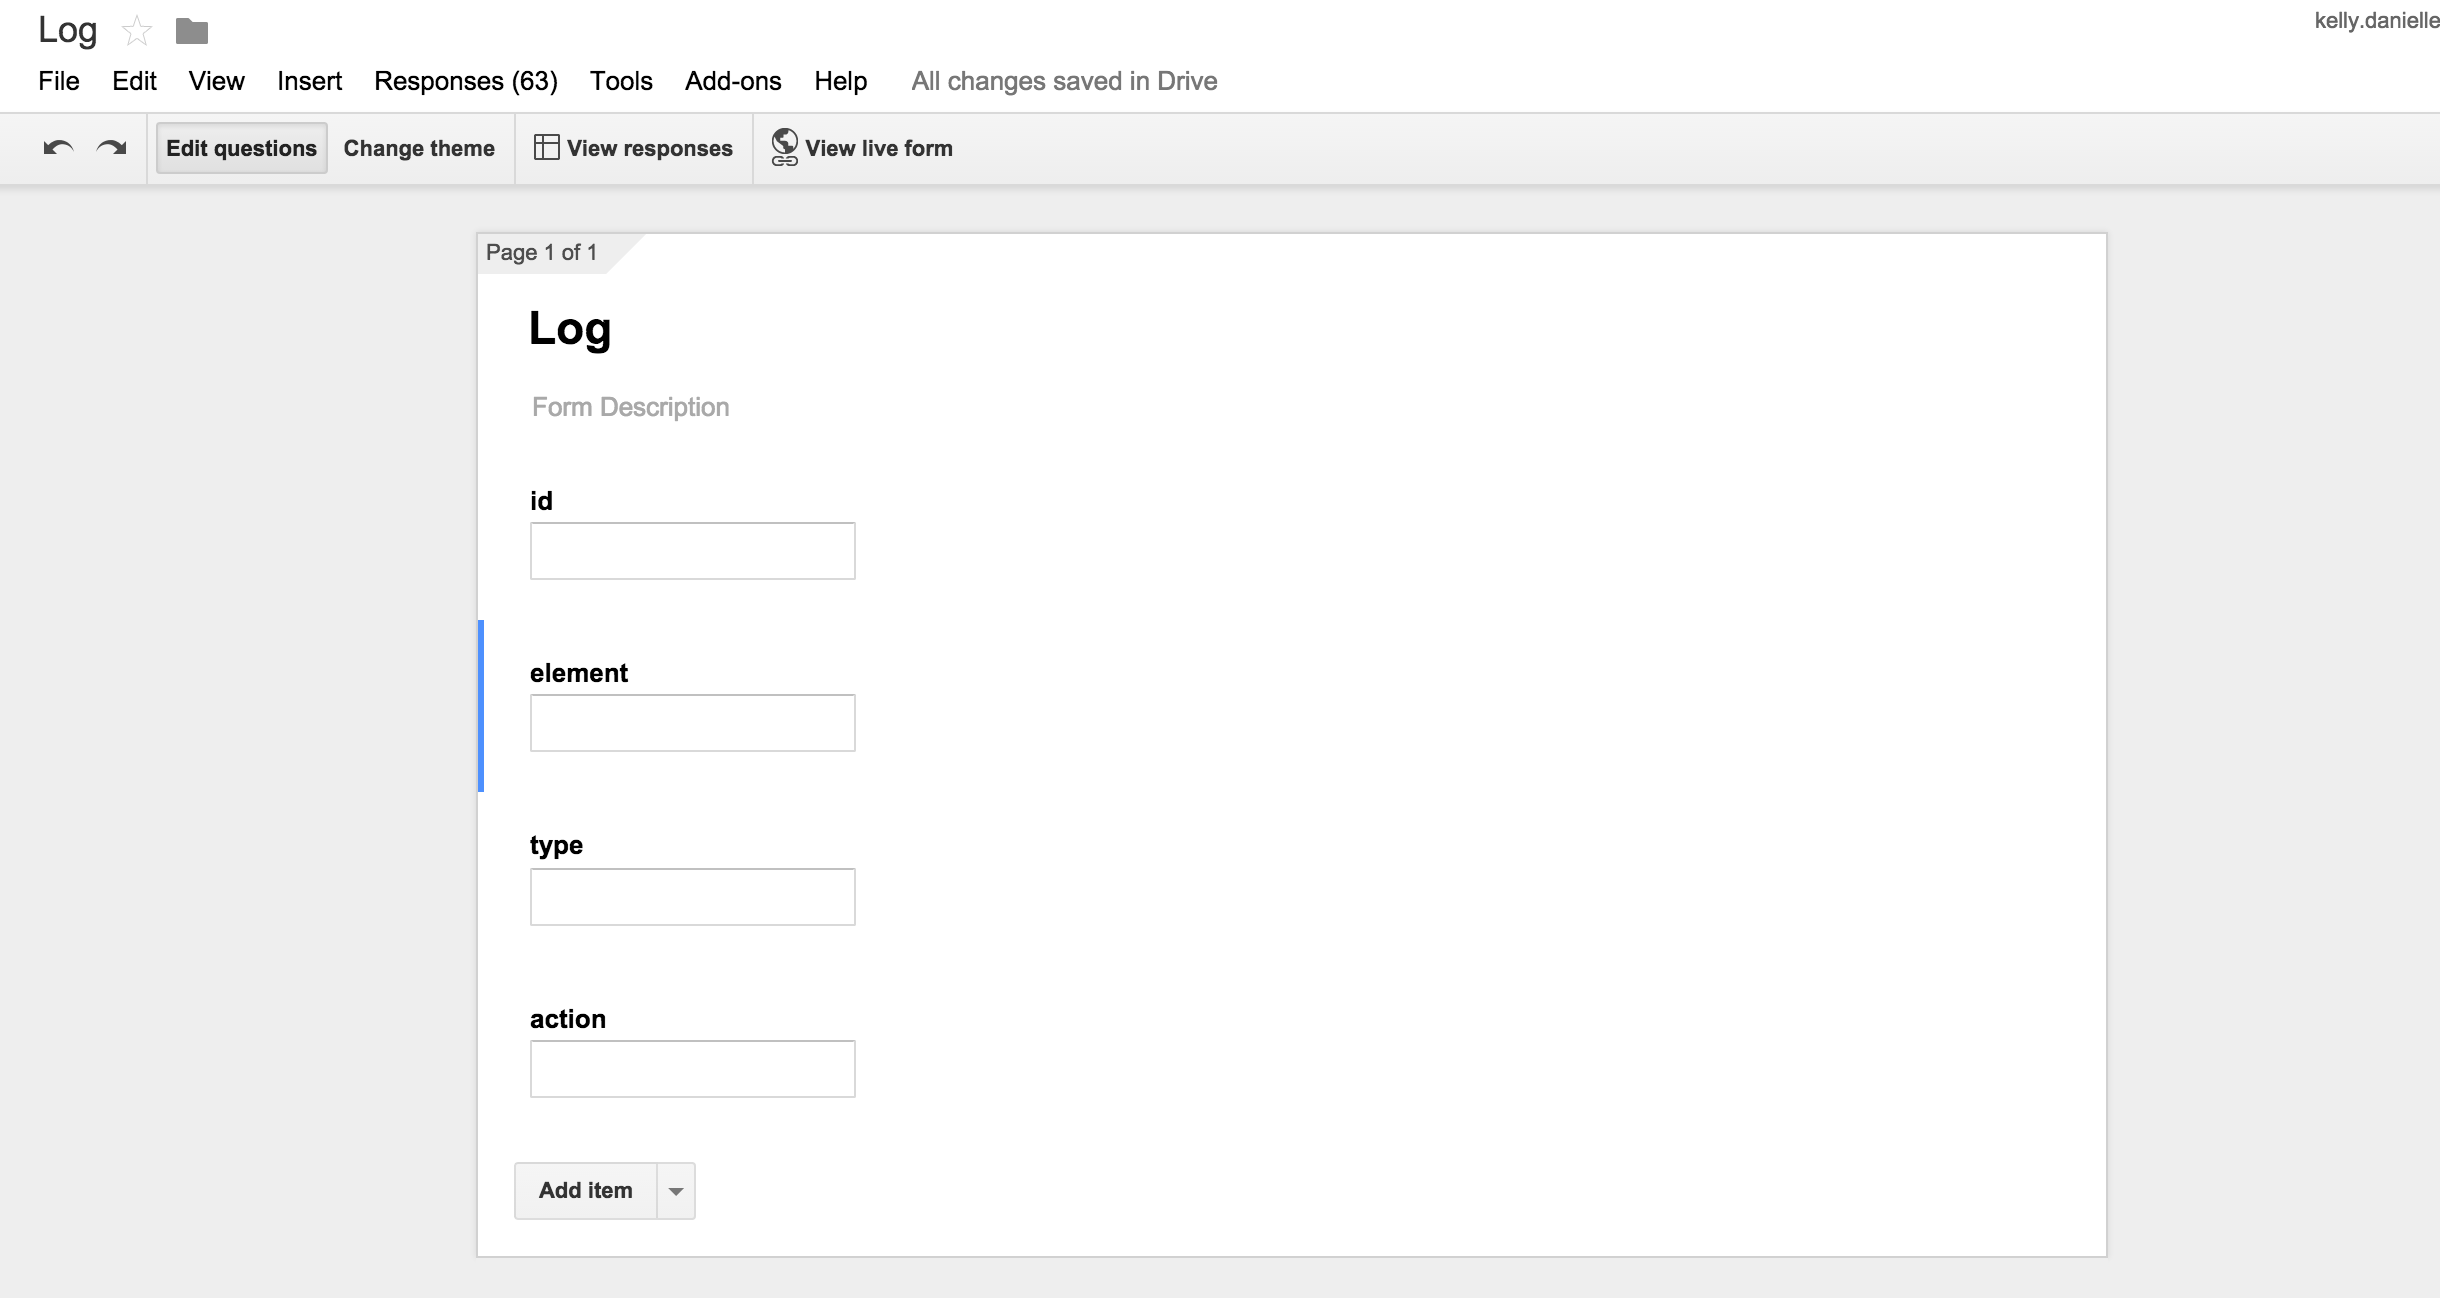 Log
kelly.danielle
File Edit View Insert Responses (63) Tools Add-ons Help All changes saved in Drive
Edit questions Change theme View responses View live form
Page 1 of 1
Log
Form Description
id
element
type
action
Add item